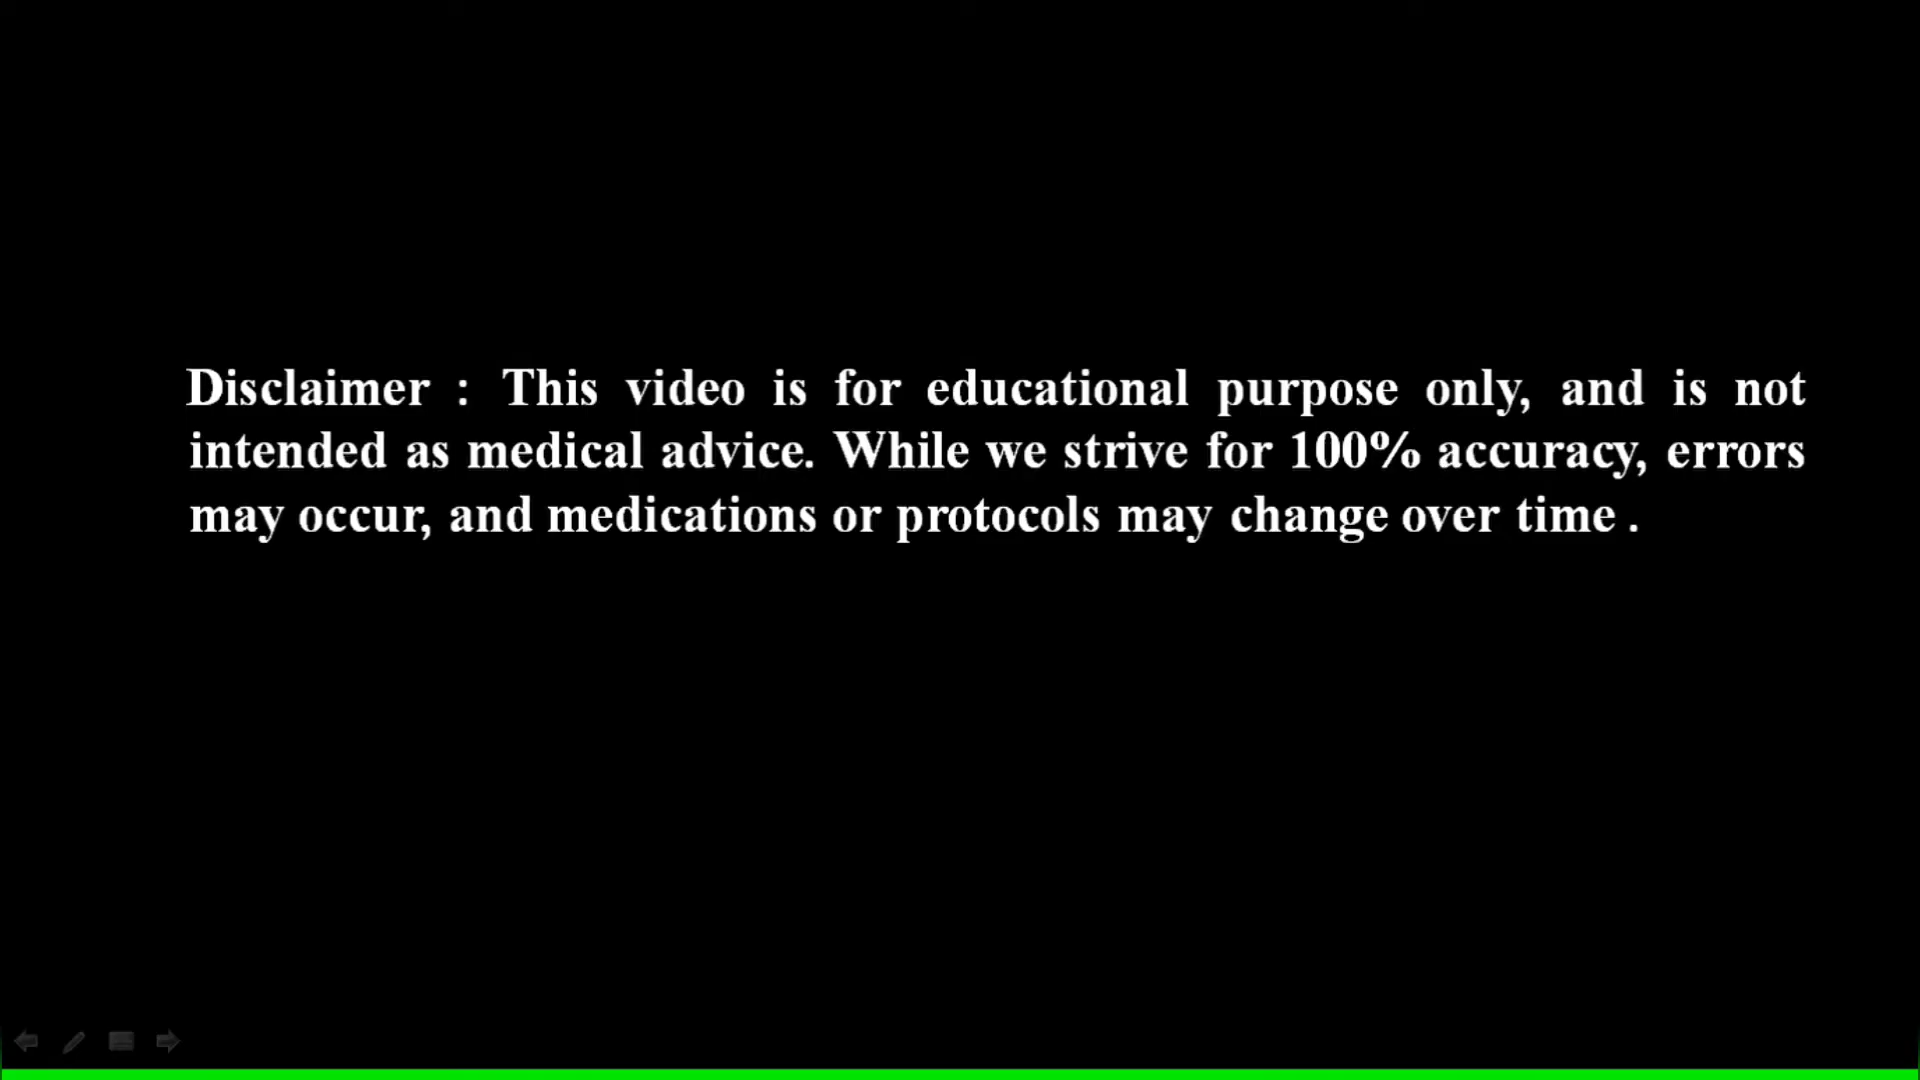 Disclaimer : This video is for educational purpose only, and is not
intended as medical advice. While we strive for 100% accuracy, errors
may occur, and medications or protocols may change over time .